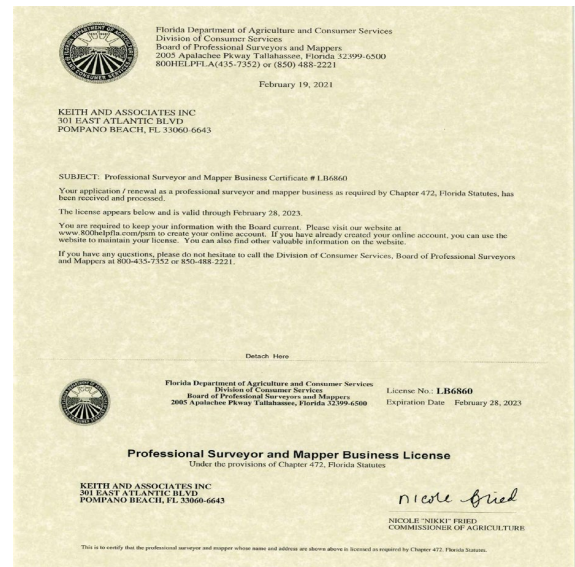 Florida Department of Agriculture and Consumer Services
Division of Consumer Services
Board of Professional Surveyors and Mappers
2005 Apalachee Pkway Tallahassee, Florida 32399-6500
800HELPFLA(435-7352) or (850) 488-2221
February 19, 2021
KEITH AND ASSOCIATES INC
301 EAST ATLANTIC BLVD
POMPANO BEACH, FL 33060-6643
SUBJECT: Professional Surveyor and Mapper Business Certificate # LB6860
Your application / renewal as a professional surveyor and mapper business as required by Chapter 472, Florida Statutes, has
been received and processed.
The license appears below and is valid through February 28, 2023.
You are required to keep your information with the Board current. Please visit our website at
www.800helpfla.com/psm to create your online account. If you have already created your online account, you can use the
website to maintain your license. You can also find other valuable information on the website.
If you have any questions, please do not hesitate to call the Division of Consumer Services, Board of Professional Surveyors
and Mappers at 800-435-7352 or 850-488-2221.
Detach Here
Florida Department of Agriculture and Consumer Services
Division of Consumer Services
Board of Professional Surveyors and Mappers
2005 Apalachee Pkway Tallahassee, Florida 32399-6500
License No.: LB6860
Expiration Date February 28, 2023
Professional Surveyor and Mapper Business License
Under the provisions of Chapter 472, Florida Statutes
KEITH AND ASSOCIATES INC
301 EAST ATLANTIC BLVD
POMPANO BEACH, FL 33060-6643
Nicole Fried
NICOLE "NIKKI" FRIED
COMMISSIONER OF AGRICULTURE
This is to certify that the professional surveyor and mapper whose name and address are shown above is licensed as required by Chapter 472, Florida Statutes.